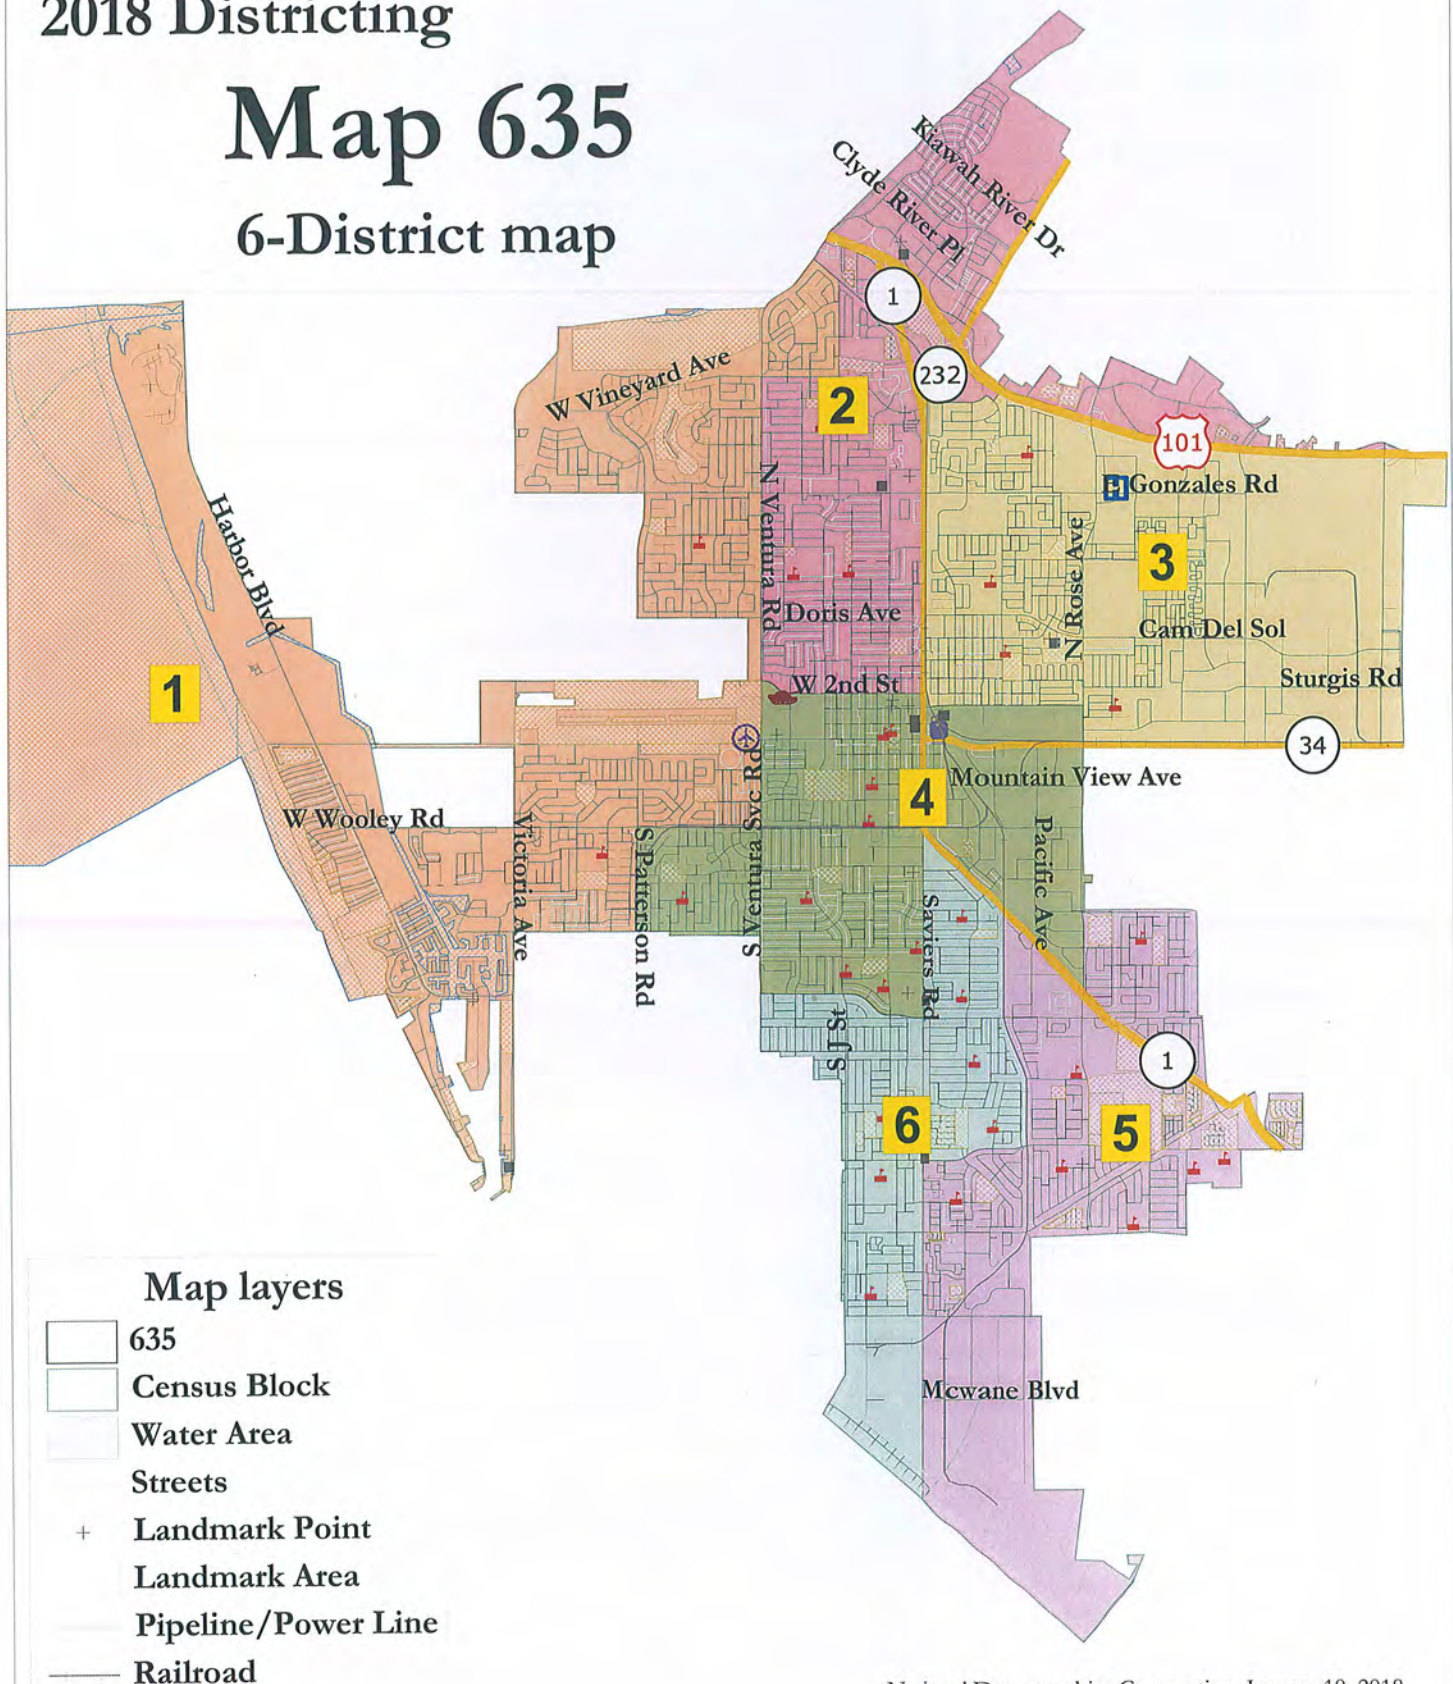 2018 Districting
Map 635
6-District map
Kiawah River Dr
Clyde River Pl
1
232
W Vineyard Ave
2
101
Gonzales Rd
H
Harbor Blvd
N Ventura Rd
N Rose Ave
3
Doris Ave
Cam Del Sol
1
W 2nd St
Sturgis Rd
34
S Ventura Svc Rd
Mountain View Ave
4
W Wooley Rd
Victoria Ave
S Patterson Rd
Pacific Ave
Saviers Rd
S J St
1
6
5
Mcwane Blvd
Map layers
635
Census Block
Water Area
Streets
Landmark Point
Landmark Area
Pipeline/Power Line
Railroad